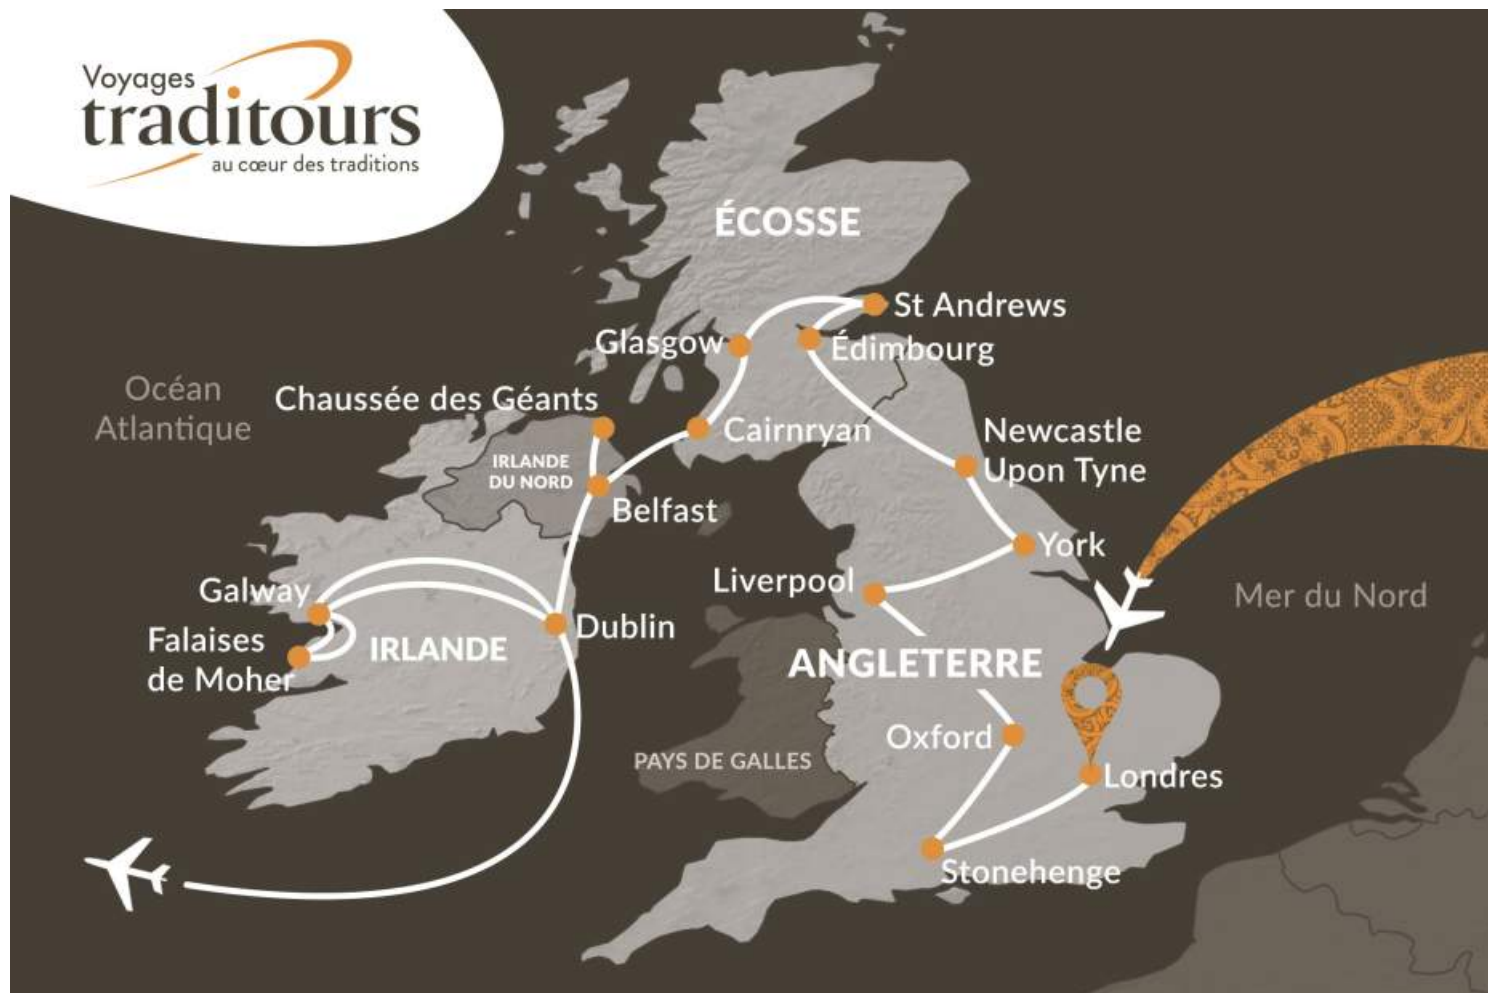 Voyages
traditours
au cœur des traditions
ÉCOSSE
St Andrews
Glasgow
Édimbourg
Océan
Atlantique
Chaussée des Géants
Cairnryan
Newcastle
Upon Tyne
IRLANDE
DU NORD
Belfast
York
Liverpool
Galway
Mer du Nord
Falaises
de Moher
IRLANDE
Dublin
ANGLETERRE
Oxford
PAYS DE GALLES
Londres
Stonehenge